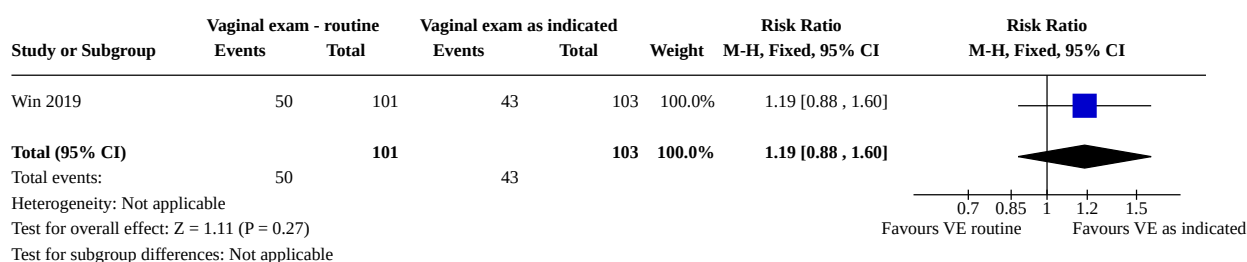 Vaginal exam - routine Vaginal exam as indicated Risk Ratio Risk Ratio
Study or Subgroup Events Total Events Total Weight M-H, Fixed, 95% CI M-H, Fixed, 95% CI
Win 2019 50 101 43 103 100.0% 1.19 [0.88 , 1.60]
Total (95% CI) 101 103 100.0% 1.19 [0.88 , 1.60]
Total events: 50 43
Heterogeneity: Not applicable
0.7 0.85 1 1.2 1.5
Test for overall effect: Z = 1.11 (P = 0.27) Favours VE routine Favours VE as indicated
Test for subgroup differences: Not applicable